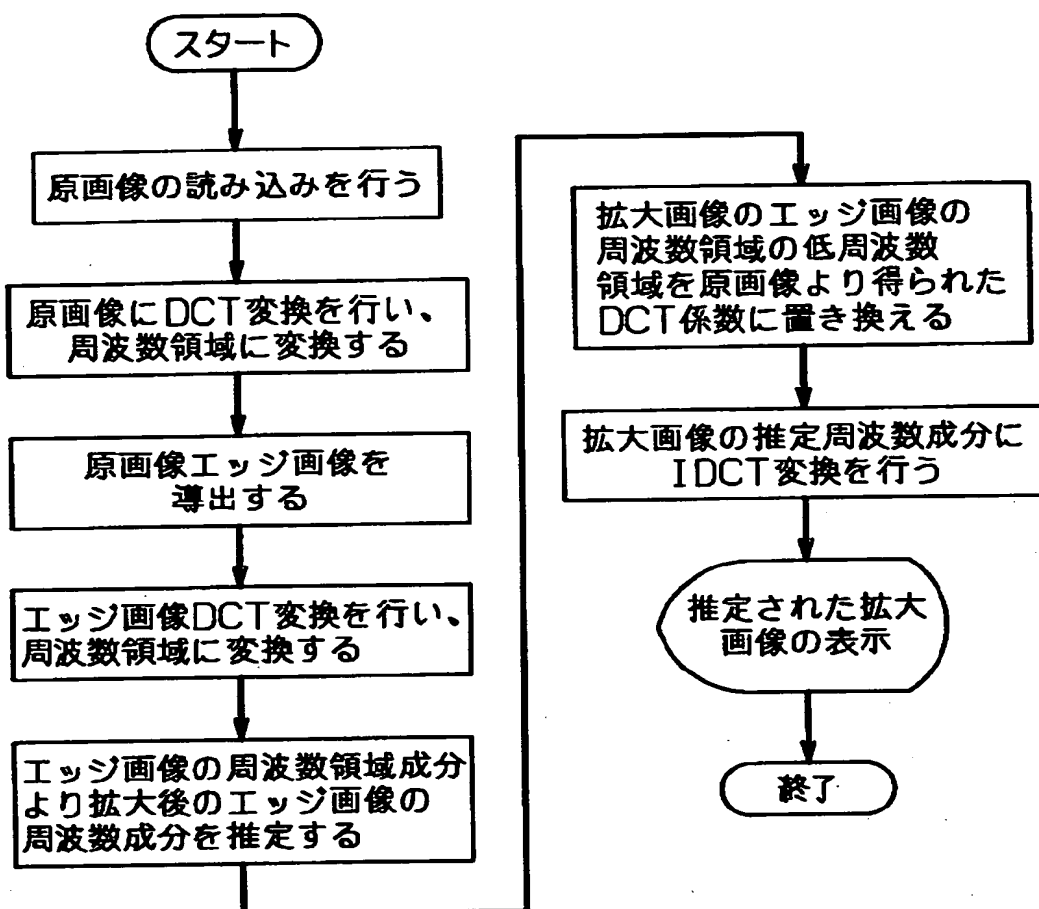 スタート
原画像の読み込みを行う
原画像にDCT変換を行い、
周波数領域に変換する
原画像エッジ画像を
導出する
エッジ画像DCT変換を行い、
周波数領域に変換する
エッジ画像の周波数領域成分
より拡大後のエッジ画像の
周波数成分を推定する
拡大画像のエッジ画像の
周波数領域の低周波数
領域を原画像より得られた
DCT係数に置き換える
拡大画像の推定周波数成分に
IDCT変換を行う
推定された拡大
画像の表示
終了